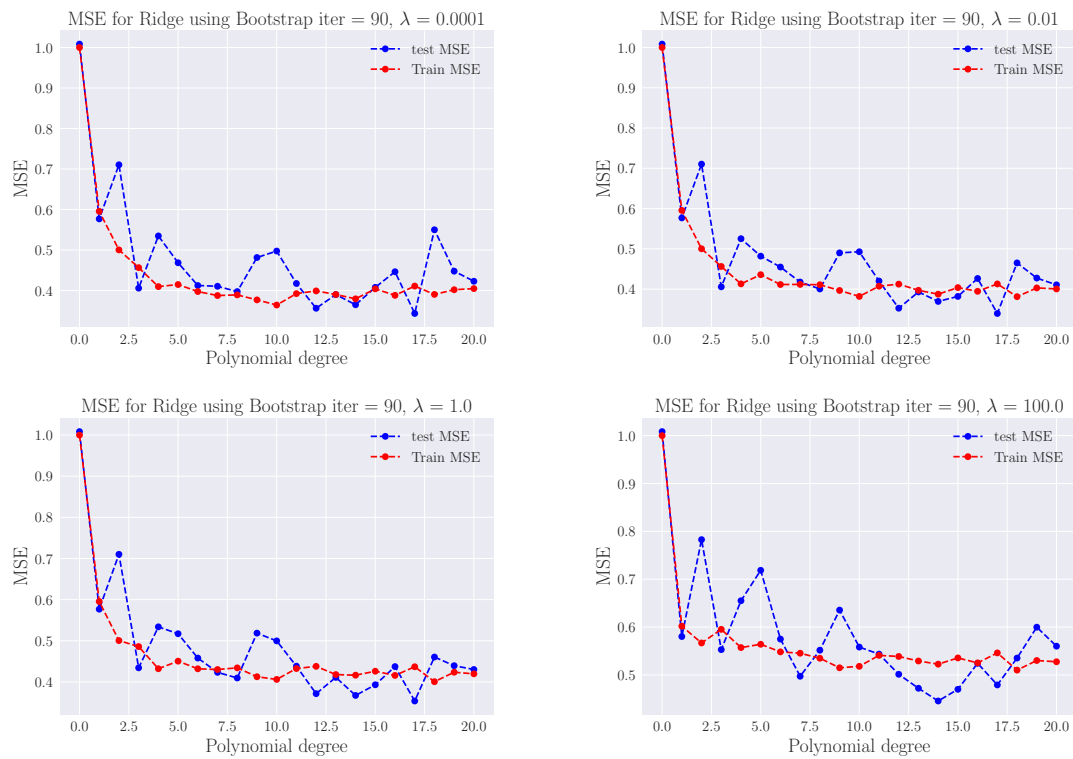 MSE for Ridge using Bootstrap iter = 90, λ = 0.0001
test MSE
Train MSE
MSE
1.0
0.9
0.8
0.7
0.6
0.5
0.4
0.0 2.5 5.0 7.5 10.0 12.5 15.0 17.5 20.0
Polynomial degree
MSE for Ridge using Bootstrap iter = 90, λ = 0.01
test MSE
Train MSE
MSE
1.0
0.9
0.8
0.7
0.6
0.5
0.4
0.0 2.5 5.0 7.5 10.0 12.5 15.0 17.5 20.0
Polynomial degree
MSE for Ridge using Bootstrap iter = 90, λ = 1.0
test MSE
Train MSE
MSE
1.0
0.9
0.8
0.7
0.6
0.5
0.4
0.0 2.5 5.0 7.5 10.0 12.5 15.0 17.5 20.0
Polynomial degree
MSE for Ridge using Bootstrap iter = 90, λ = 100.0
test MSE
Train MSE
MSE
1.0
0.9
0.8
0.7
0.6
0.5
0.0 2.5 5.0 7.5 10.0 12.5 15.0 17.5 20.0
Polynomial degree